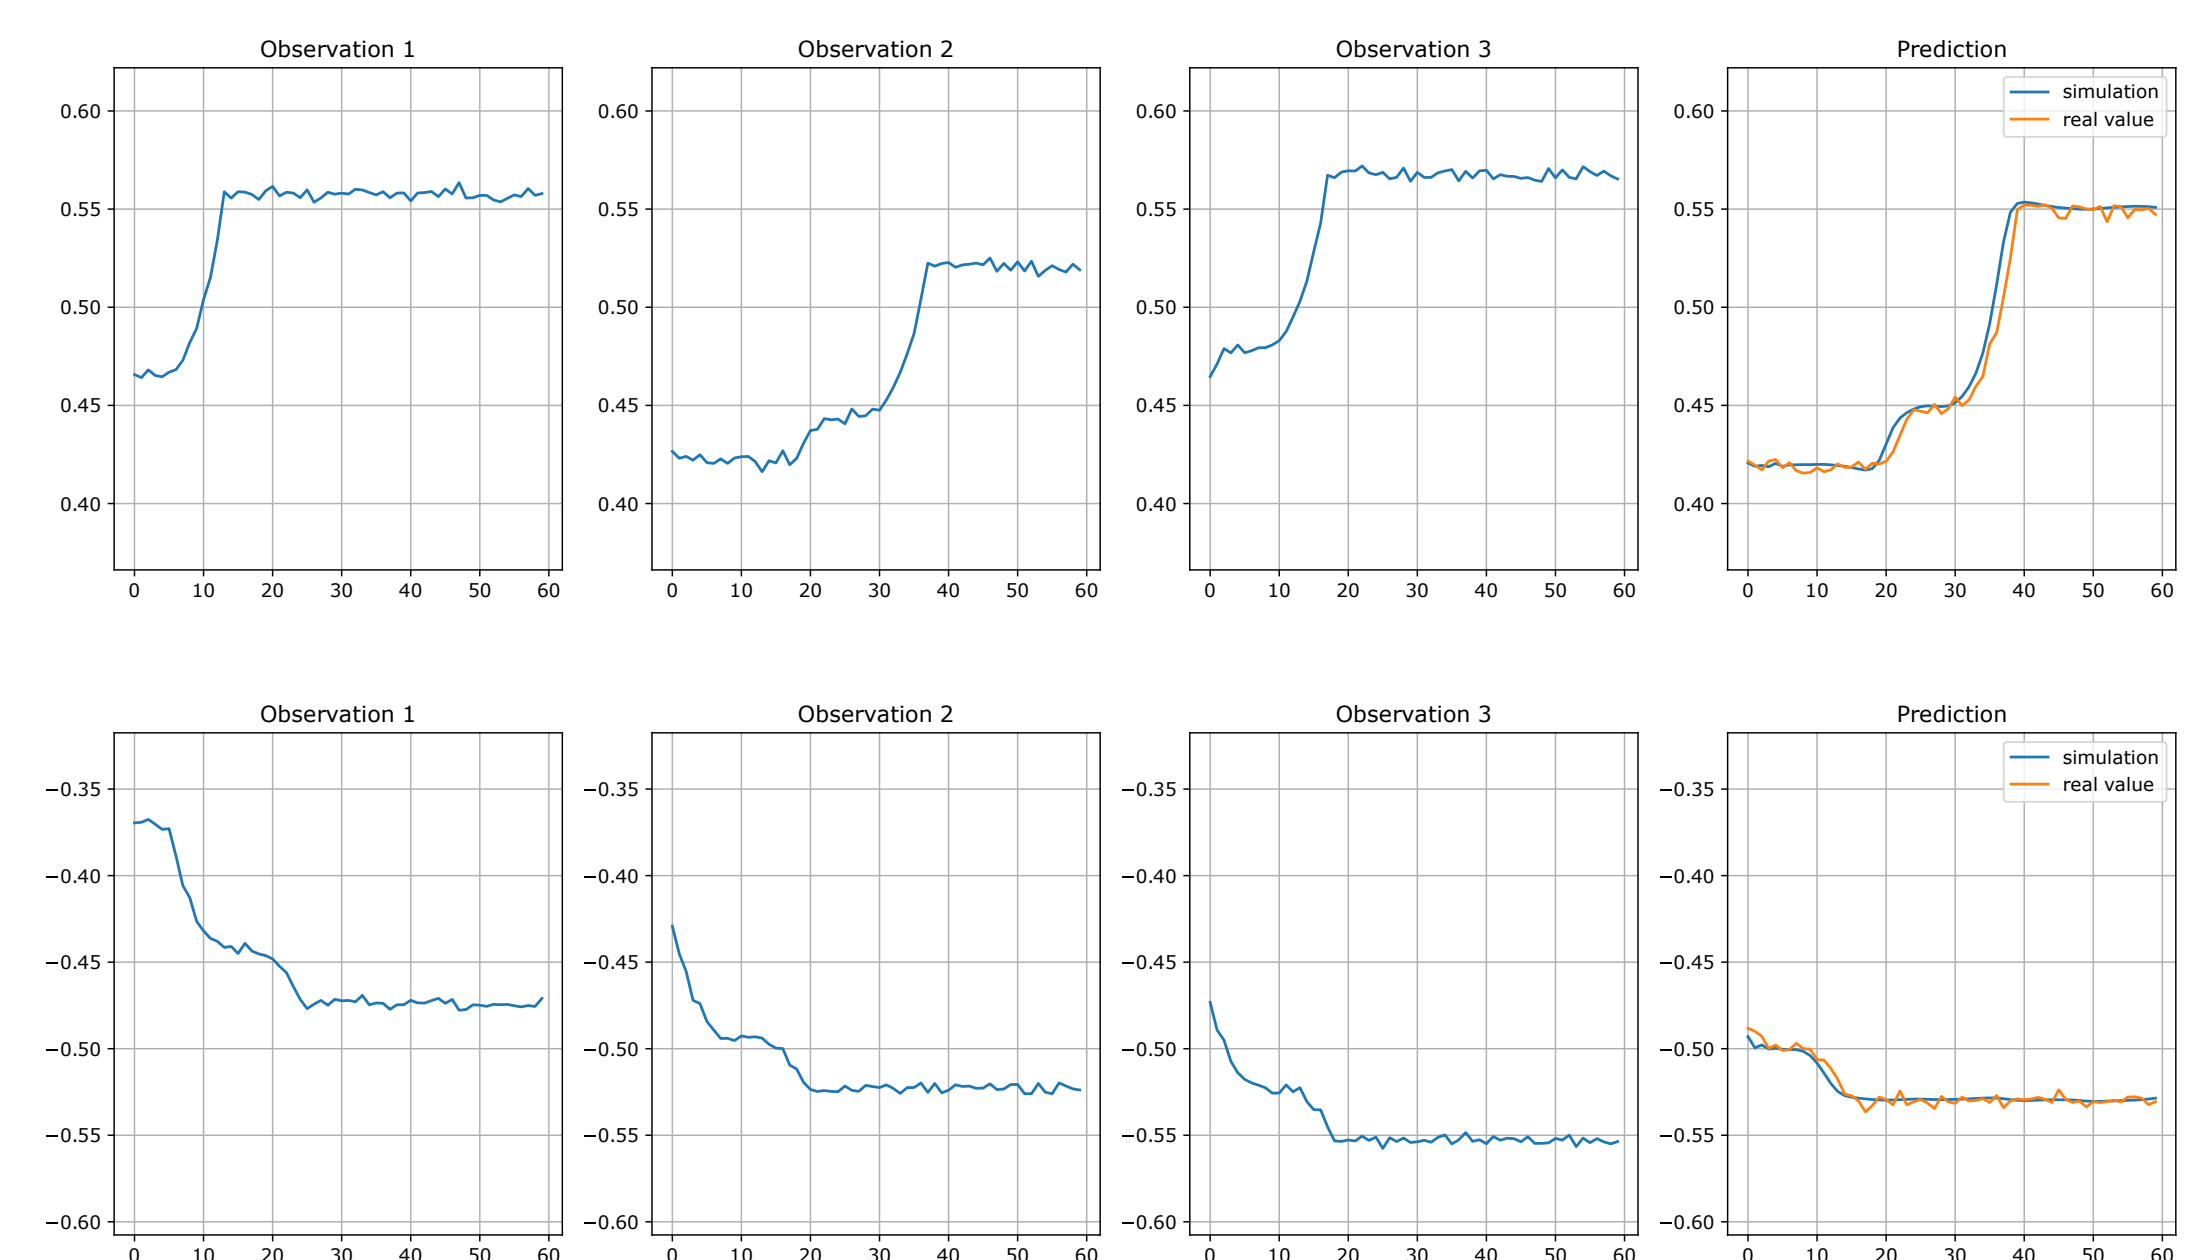 Observation 1 Observation 2 Observation 3 Prediction
0.60 0.60 0.60 0.60 simulation
real value
0.55 0.55 0.55 0.55
0.50 0.50 0.50 0.50
0.45 0.45 0.45 0.45
0.40 0.40 0.40 0.40
0 10 20 30 40 50 60 0 10 20 30 40 50 60 0 10 20 30 40 50 60 0 10 20 30 40 50 60
Observation 1 Observation 2 Observation 3 Prediction
simulation
−0.35 −0.35 −0.35 −0.35 real value
−0.40 −0.40 −0.40 −0.40
−0.45 −0.45 −0.45 −0.45
−0.50 −0.50 −0.50 −0.50
−0.55 −0.55 −0.55 −0.55
−0.60 −0.60 −0.60 −0.60
0 10 20 30 40 50 60 0 10 20 30 40 50 60 0 10 20 30 40 50 60 0 10 20 30 40 50 60